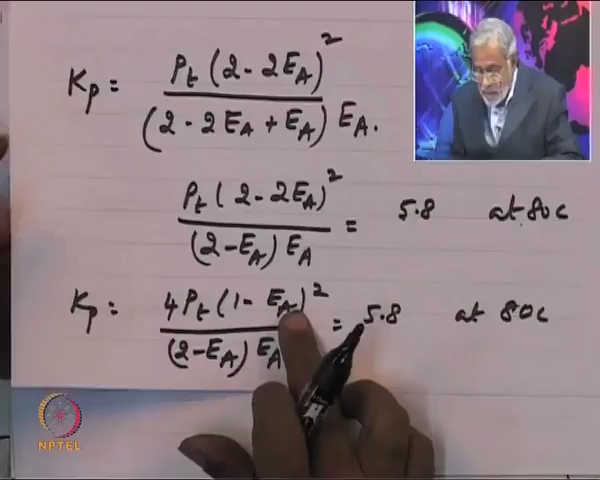 Kp = Pt (2 - 2EA)² / (2 - 2EA + EA) EA.
Pt (2 - 2EA)² / (2 - EA) EA = 5.8 at 80C
Kp = 4Pt (1 - EA)² / (2 - EA) EA = 5.8 at 80C
NPTEL